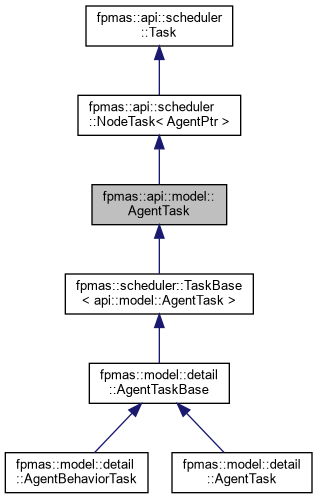 fpmas::api::scheduler
::Task
fpmas::api::scheduler
::NodeTask< AgentPtr >
fpmas::api::model::
AgentTask
fpmas::scheduler::TaskBase
< api::model::AgentTask >
fpmas::model::detail
::AgentTaskBase
fpmas::model::detail
::AgentBehaviorTask
fpmas::model::detail
::AgentTask